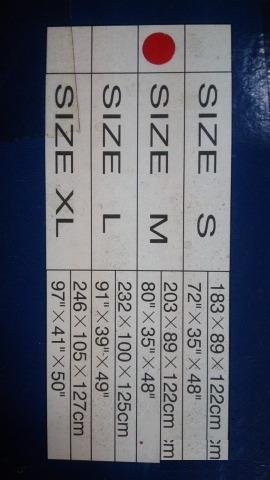 SIZE S 183×89×122cm :m
72"×35"×48"
SIZE M 203×89×122cm :m
80"×35"×48"
SIZE L 232×100×125cm
91"×39"×49"
SIZE XL 246×105×127cm
97"×41"×50"